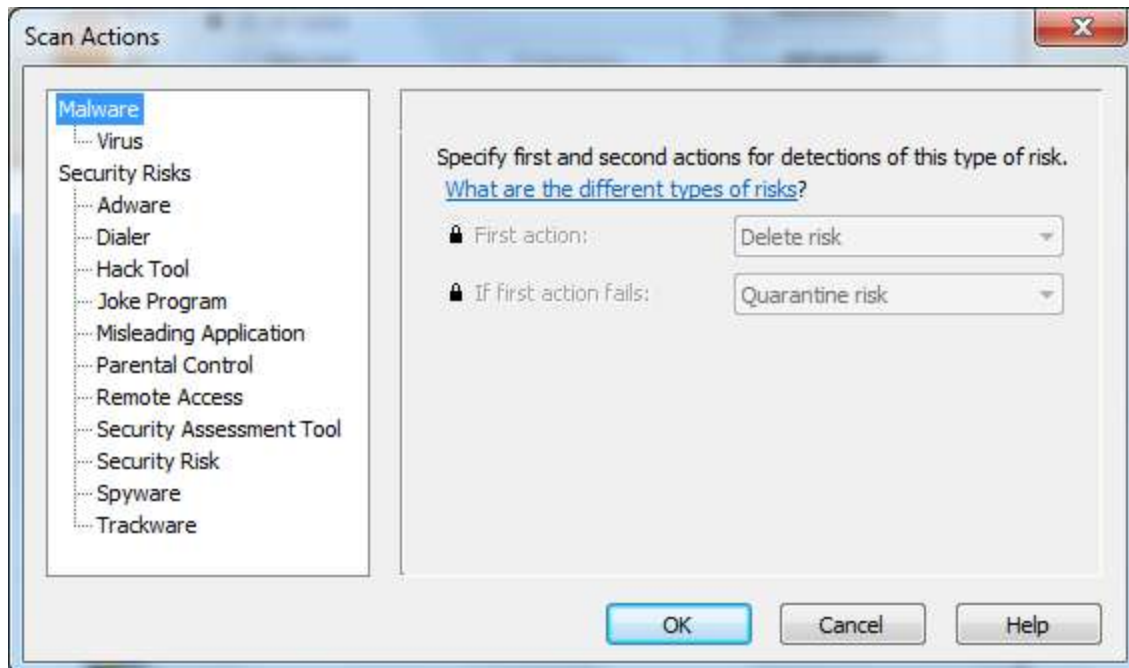 Scan Actions
Malware
Virus
Security Risks
Adware
Dialer
Hack Tool
Joke Program
Misleading Application
Parental Control
Remote Access
Security Assessment Tool
Security Risk
Spyware
Trackware
Specify first and second actions for detections of this type of risk.
What are the different types of risks?
First action: Delete risk
If first action fails: Quarantine risk
OK Cancel Help